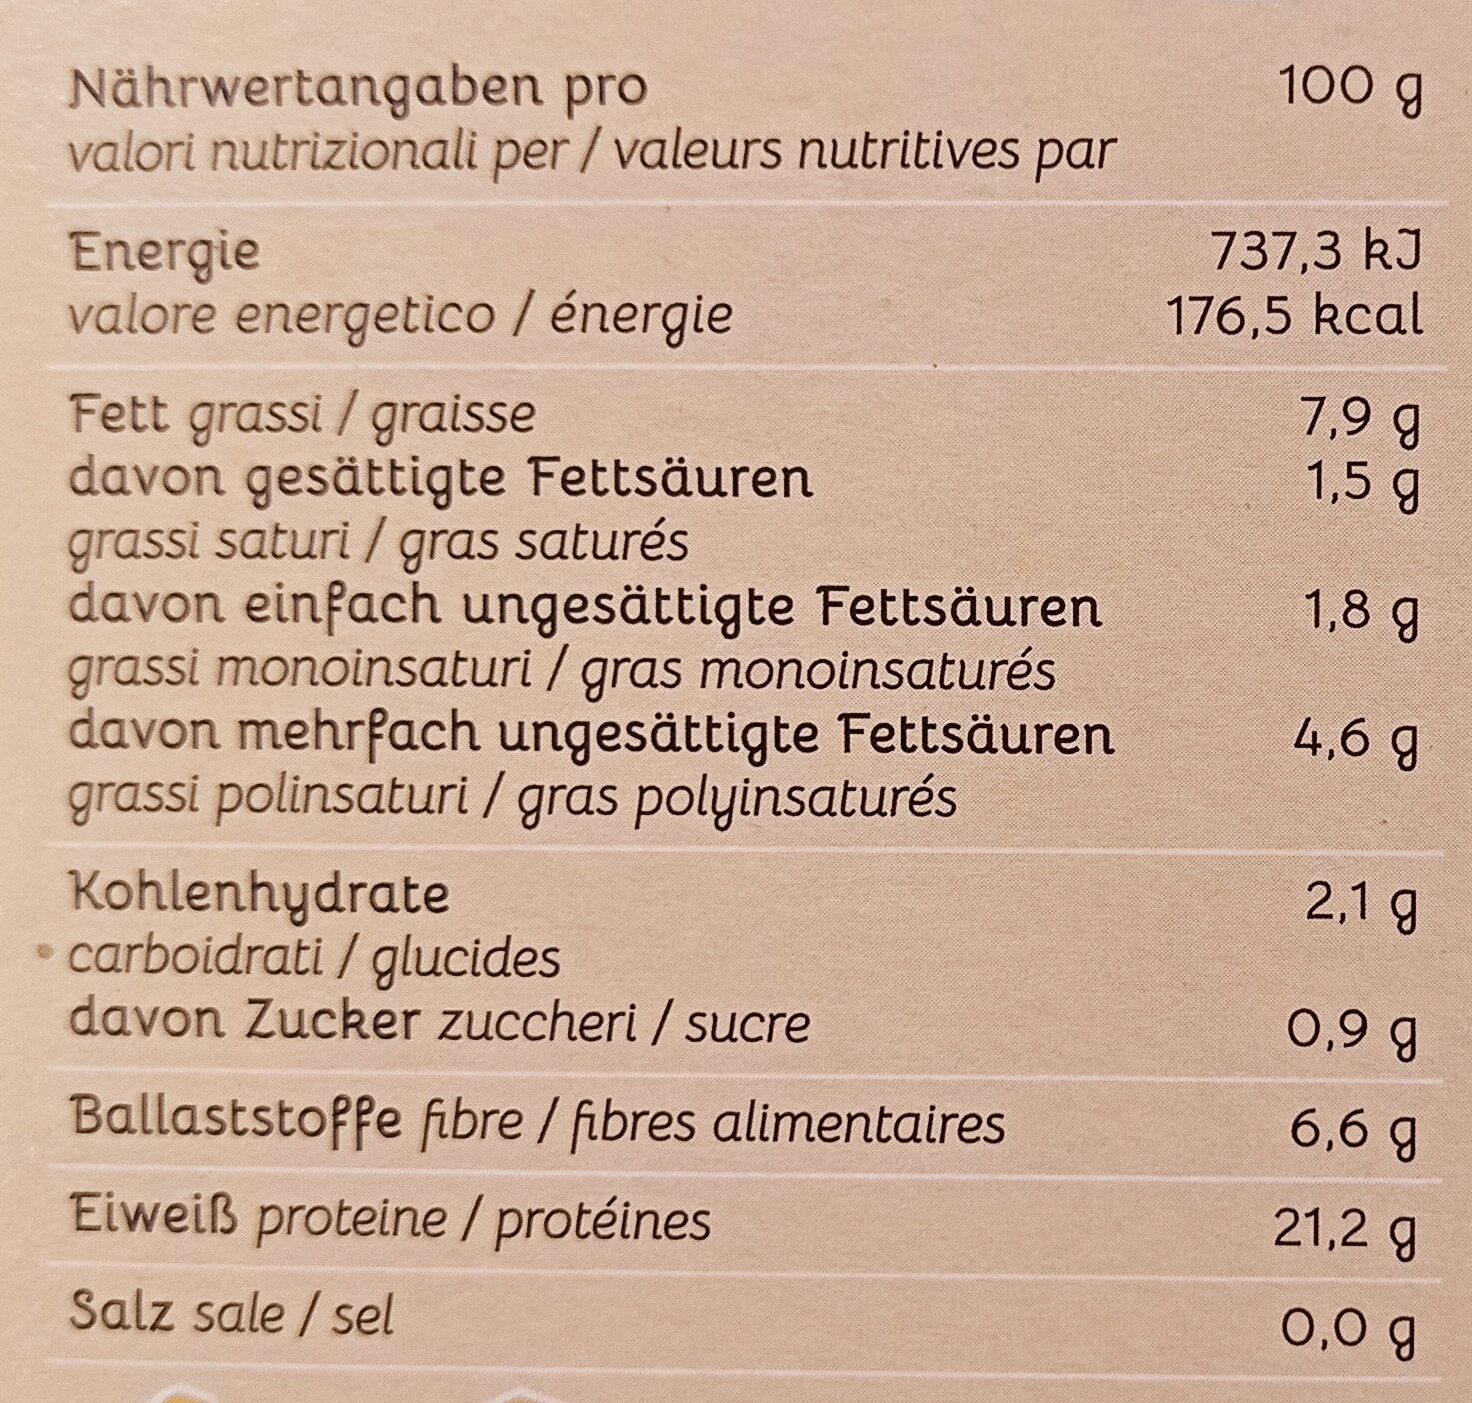 Nährwertangaben pro 100 g
valori nutrizionali per / valeurs nutritives par
Energie 737,3 kJ
valore energetico / énergie 176,5 kcal
Fett grassi / graisse 7,9 g
davon gesättigte Fettsäuren 1,5 g
grassi saturi / gras saturés
davon einfach ungesättigte Fettsäuren 1,8 g
grassi monoinsaturi / gras monoinsaturés
davon mehrfach ungesättigte Fettsäuren 4,6 g
grassi polinsaturi / gras polyinsaturés
Kohlenhydrate 2,1 g
carboidrati / glucides
davon Zucker zuccheri / sucre 0,9 g
Ballaststoffe fibre / fibres alimentaires 6,6 g
Eiweiß proteine / protéines 21,2 g
Salz sale / sel 0,0 g